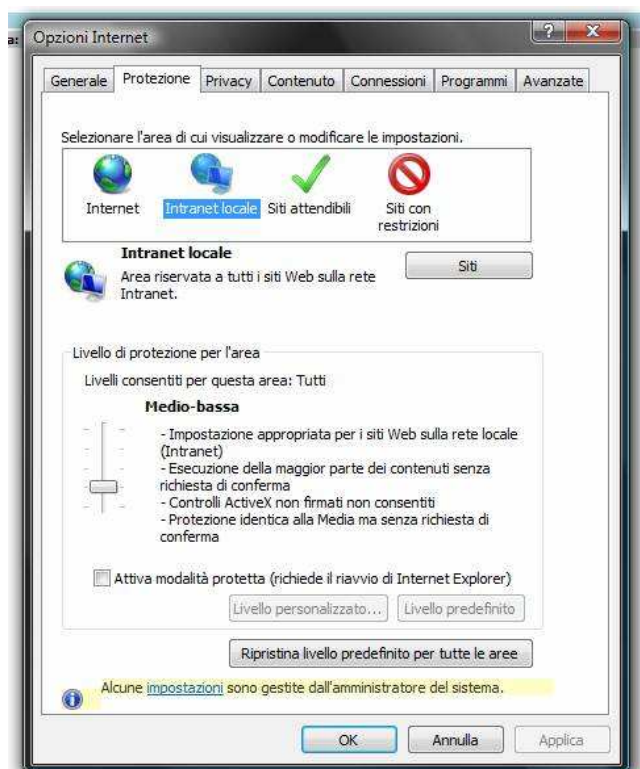 a:
Opzioni Internet
?
X
Generale Protezione Privacy Contenuto Connessioni Programmi Avanzate
Selezionare l'area di cui visualizzare o modificare le impostazioni.
Internet Intranet locale Siti attendibili Siti con
restrizioni
Intranet locale
Area riservata a tutti i siti Web sulla rete
Intranet.
Siti
Livello di protezione per l'area
Livelli consentiti per questa area: Tutti
Medio-bassa
- Impostazione appropriata per i siti Web sulla rete locale
(Intranet)
- Esecuzione della maggior parte dei contenuti senza
richiesta di conferma
- Controlli ActiveX non firmati non consentiti
- Protezione identica alla Media ma senza richiesta di
conferma
Attiva modalità protetta (richiede il riavvio di Internet Explorer)
Livello personalizzato... Livello predefinito
Ripristina livello predefinito per tutte le aree
Alcune impostazioni sono gestite dall'amministratore del sistema.
OK Annulla Applica